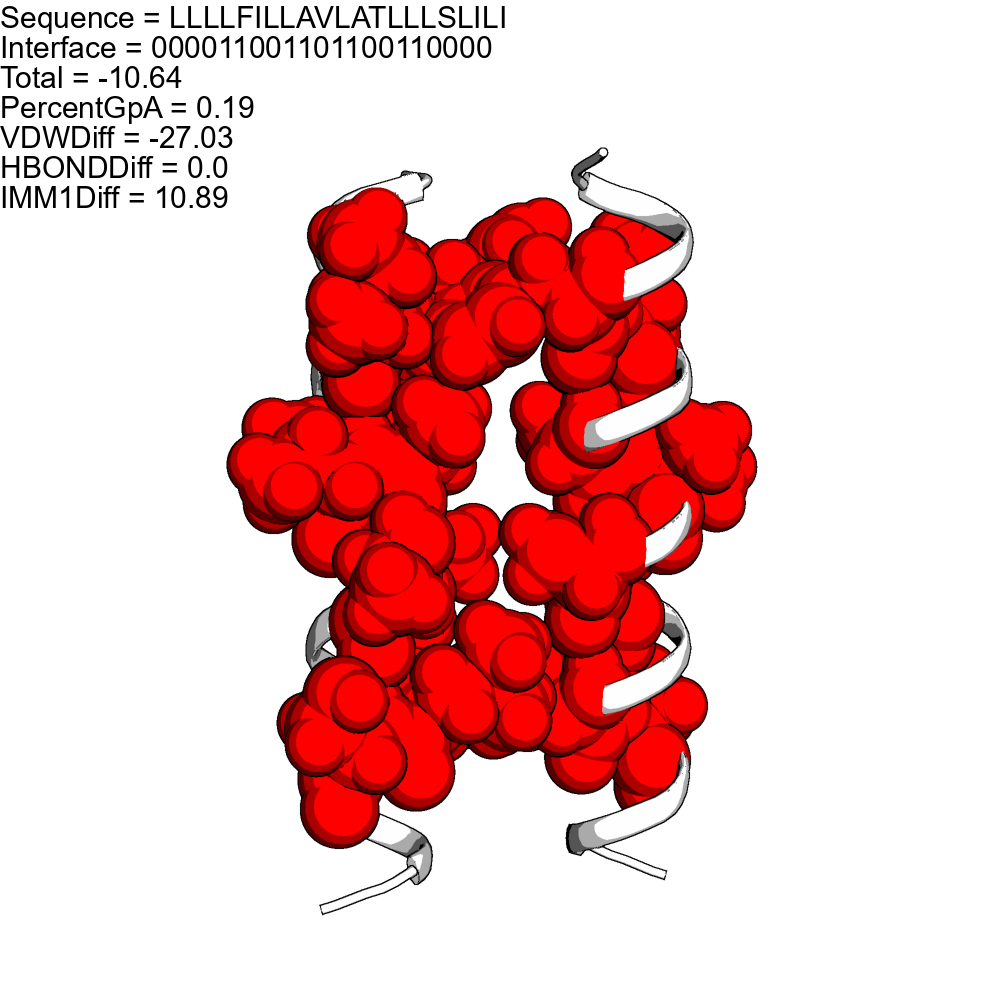 Sequence = LLLLFILLAVLATLLLSLILI
Interface = 000011001101100110000
Total = -10.64
PercentGpA = 0.19
VDWDiff = -27.03
HBONDDiff = 0.0
IMM1Diff = 10.89